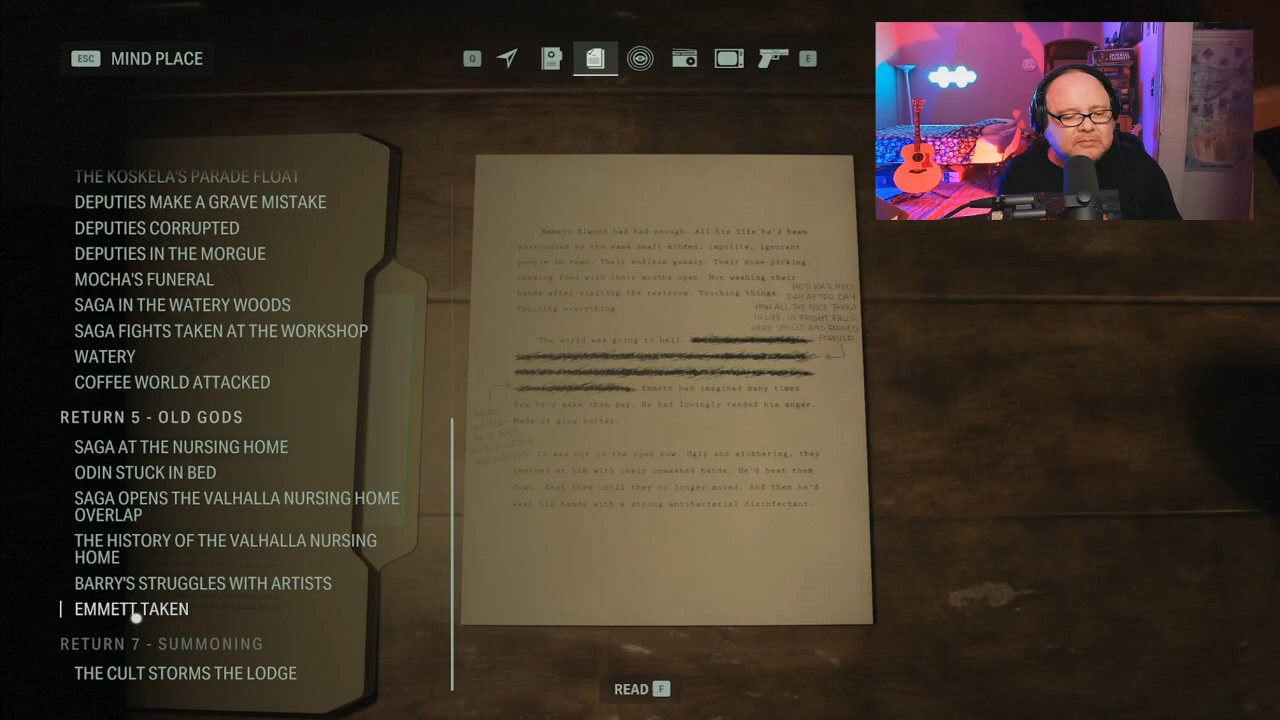 ESC MIND PLACE
Q E
THE KOSKELA'S PARADE FLOAT
DEPUTIES MAKE A GRAVE MISTAKE
DEPUTIES CORRUPTED
DEPUTIES IN THE MORGUE
MOCHA'S FUNERAL
SAGA IN THE WATERY WOODS
SAGA FIGHTS TAKEN AT THE WORKSHOP
WATERY
COFFEE WORLD ATTACKED
RETURN 5 - OLD GODS
SAGA AT THE NURSING HOME
ODIN STUCK IN BED
SAGA OPENS THE VALHALLA NURSING HOME
OVERLAP
THE HISTORY OF THE VALHALLA NURSING
HOME
BARRY'S STRUGGLES WITH ARTISTS
EMMETT TAKEN
RETURN 7 - SUMMONING
THE CULT STORMS THE LODGE
Emmett Elwood had had enough. All his life he'd been
surrounded by the same small-minded, impolite, ignorant
people in town. Their endless gossip. Their nose-picking.
Chewing food with their mouths open. Not washing their
hands after visiting the restroom. Touching things.
Touching everything.
HE'D WATCHED
DAY AFTER DAY
HOW ALL THE NICE THINGS
IN LIFE, IN BRIGHT FALLS,
WERE SPOILED AND RUINED
FOREVER.
The world was going to hell.
Emmett had imagined many times
how he'd make them pay. He had lovingly tended his anger.
Made it grow hotter.
THERE
WOULD
BE A
It was out in the open now. Ugly and slobbering, they
reached at him with their unwashed hands. He'd beat them
down. Beat them until they no longer moved. And then he'd
wash his hands with a strong antibacterial disinfectant.
READ F